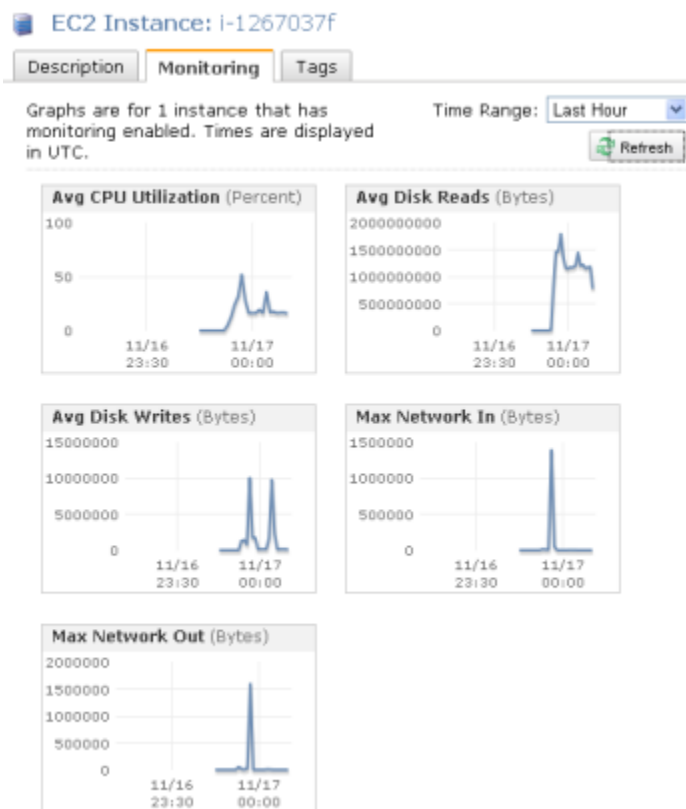 EC2 Instance: i-1267037f
Description Monitoring Tags
Graphs are for 1 instance that has
monitoring enabled. Times are displayed
in UTC.
Time Range: Last Hour
Refresh
Avg CPU Utilization (Percent)
100
50
0
11/16 11/17
23:30 00:00
Avg Disk Reads (Bytes)
2000000000
1500000000
1000000000
500000000
0
11/16 11/17
23:30 00:00
Avg Disk Writes (Bytes)
15000000
10000000
5000000
0
11/16 11/17
23:30 00:00
Max Network In (Bytes)
1500000
1000000
500000
0
11/16 11/17
23:30 00:00
Max Network Out (Bytes)
2000000
1500000
1000000
500000
0
11/16 11/17
23:30 00:00